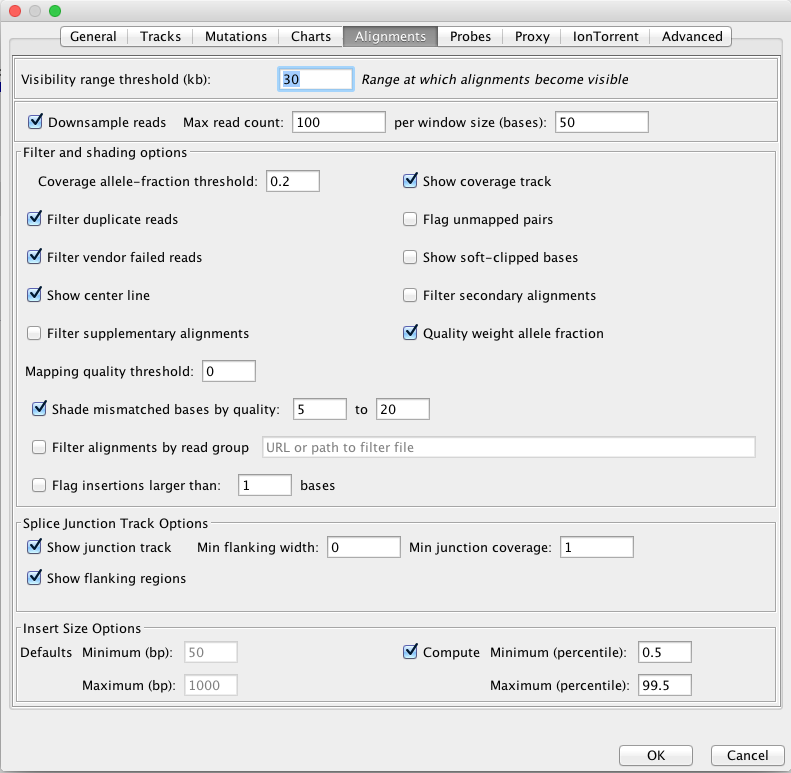 General Tracks Mutations Charts Alignments Probes Proxy IonTorrent Advanced
Visibility range threshold (kb): 30 Range at which alignments become visible
Downsample reads Max read count: 100 per window size (bases): 50
Filter and shading options
Coverage allele-fraction threshold: 0.2 Show coverage track
Filter duplicate reads Flag unmapped pairs
Filter vendor failed reads Show soft-clipped bases
Show center line Filter secondary alignments
Filter supplementary alignments Quality weight allele fraction
Mapping quality threshold: 0
Shade mismatched bases by quality: 5 to 20
Filter alignments by read group URL or path to filter file
Flag insertions larger than: 1 bases
Splice Junction Track Options
Show junction track Min flanking width: 0 Min junction coverage: 1
Show flanking regions
Insert Size Options
Defaults Minimum (bp): 50 Compute Minimum (percentile): 0.5
Maximum (bp): 1000 Maximum (percentile): 99.5
OK Cancel